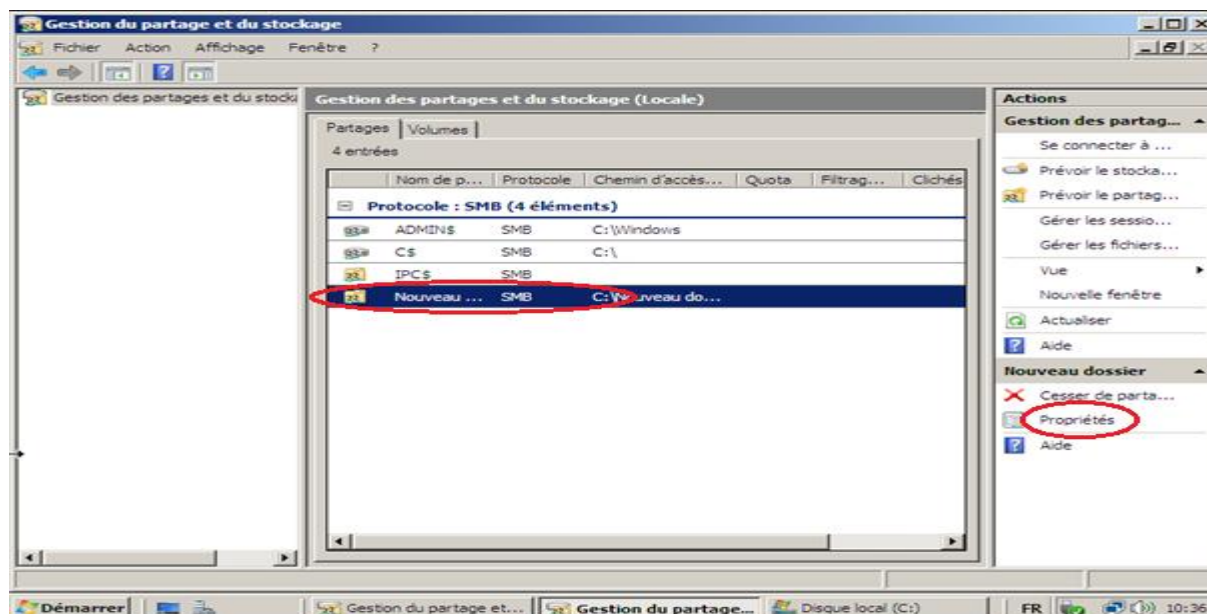 Gestion du partage et du stockage
Fichier Action Affichage Fenêtre ?
Gestion des partages et du stock
Gestion des partages et du stockage (Locale)
Partages Volumes
4 entrées
Nom de p... Protocole Chemin d'accès... Quota Filtrag... Clichés
Protocole : SMB (4 éléments)
ADMIN$ SMB C:\Windows
C$ SMB C:\
IPC$ SMB
Nouveau ... SMB C:\Nouveau do...
Actions
Gestion des partag...
Se connecter à ...
Prévoir le stocka...
Prévoir le partag...
Gérer les sessio...
Gérer les fichiers...
Vue
Nouvelle fenêtre
Actualiser
Aide
Nouveau dossier
Cesser de parta...
Propriétés
Aide
Démarrer Gestion du partage et... Gestion du partage... Disque local (C:) FR 10:36